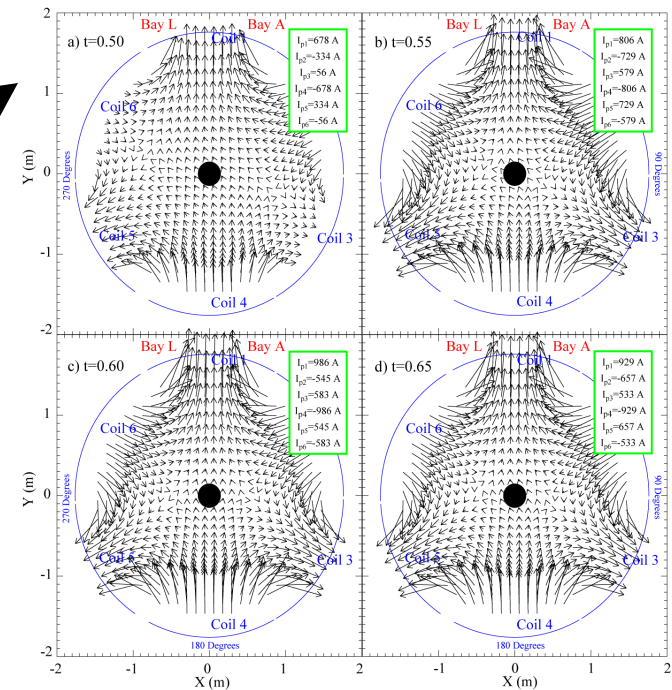 2
1
0
-1
-2
Y (m)
Bay L
Bay A
a) t=0.50
Coil 1
Coil 6
Coil 5
Coil 3
Coil 4
270 Degrees
Ip1=678 A
Ip2=-334 A
Ip3=56 A
Ip4=-678 A
Ip5=334 A
Ip6=-56 A
Bay L
Bay A
b) t=0.55
Coil 1
Coil 6
Coil 5
Coil 3
Coil 4
90 Degrees
Ip1=806 A
Ip2=-729 A
Ip3=579 A
Ip4=-806 A
Ip5=729 A
Ip6=-579 A
1
0
-1
-2
Y (m)
Bay L
Bay A
c) t=0.60
Coil 1
Coil 6
Coil 5
Coil 3
Coil 4
270 Degrees
180 Degrees
Ip1=986 A
Ip2=-545 A
Ip3=583 A
Ip4=-986 A
Ip5=545 A
Ip6=-583 A
-2
-1
0
1
2
X (m)
Bay L
Bay A
d) t=0.65
Coil 1
Coil 6
Coil 5
Coil 3
Coil 4
90 Degrees
180 Degrees
Ip1=929 A
Ip2=-657 A
Ip3=533 A
Ip4=-929 A
Ip5=657 A
Ip6=-533 A
-1
0
1
2
X (m)